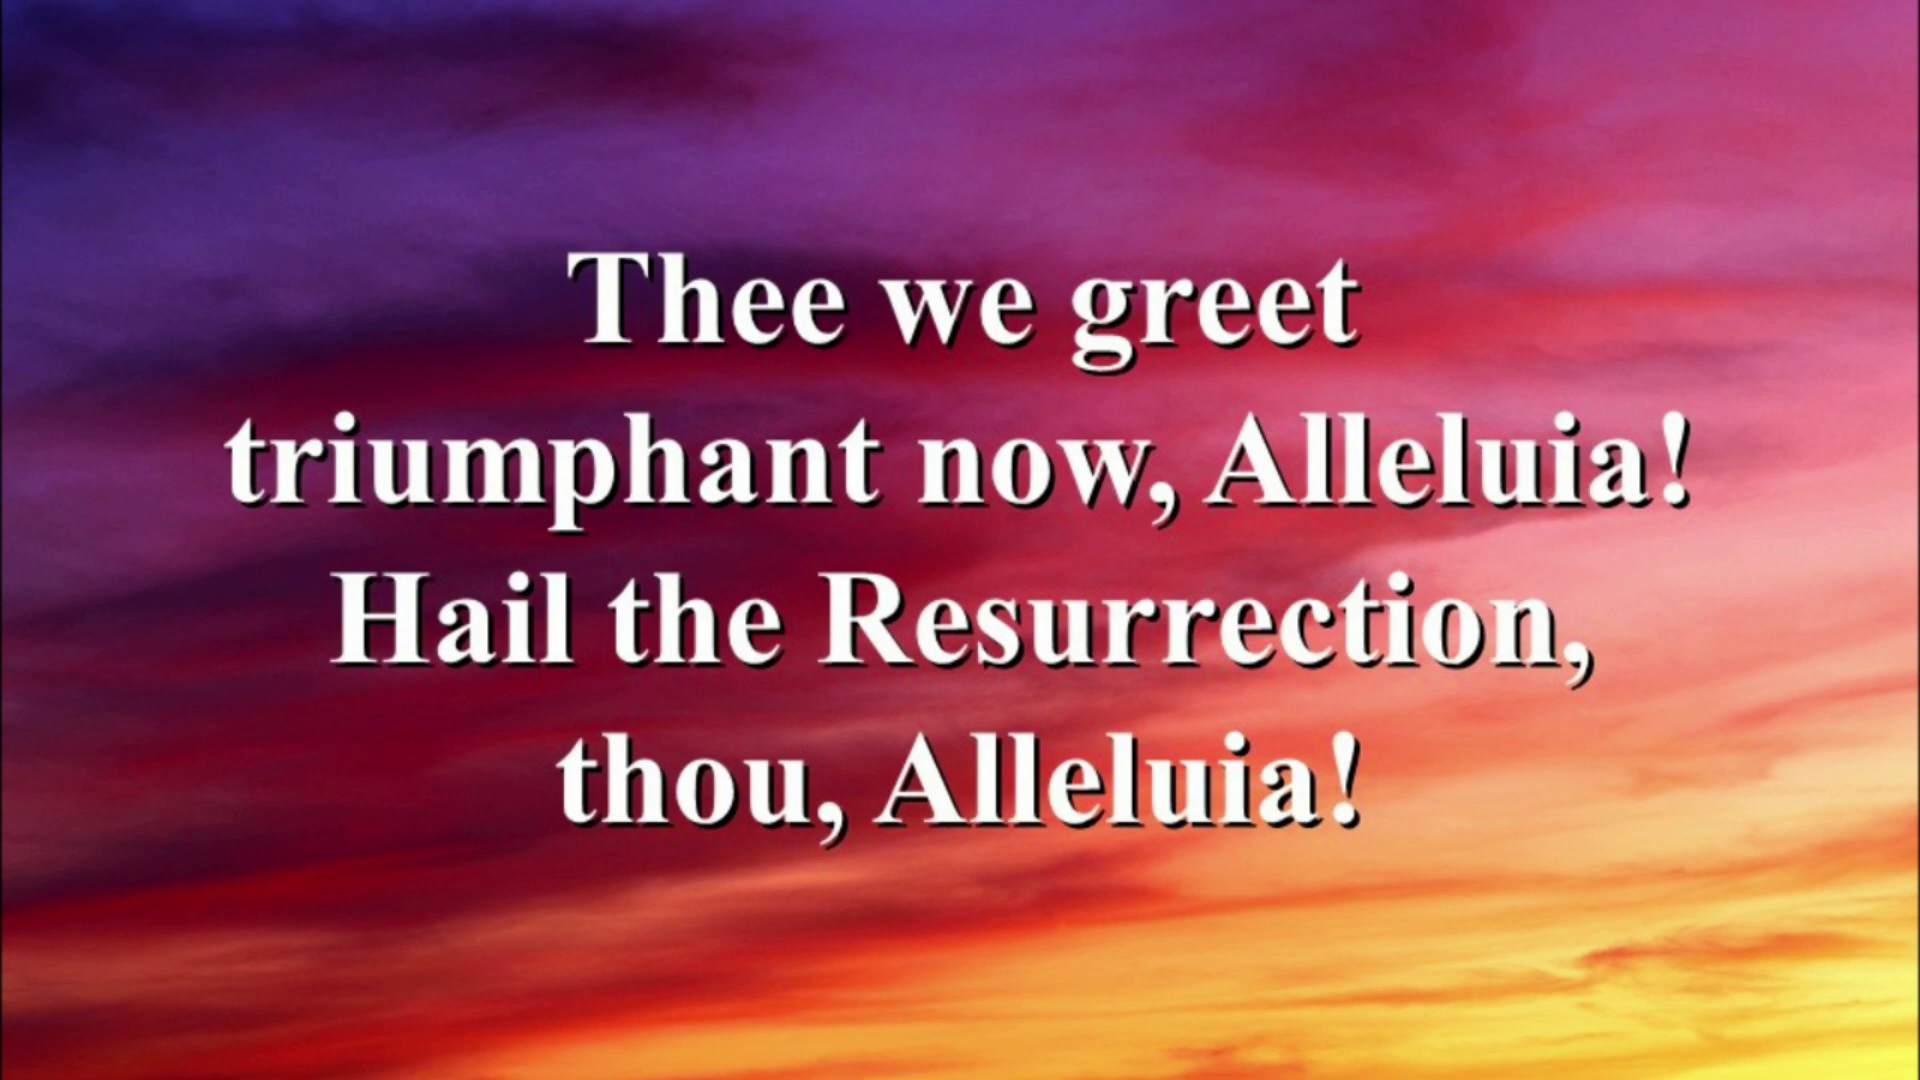 Thee we greet
triumphant now, Alleluia!
Hail the Resurrection,
thou, Alleluia!